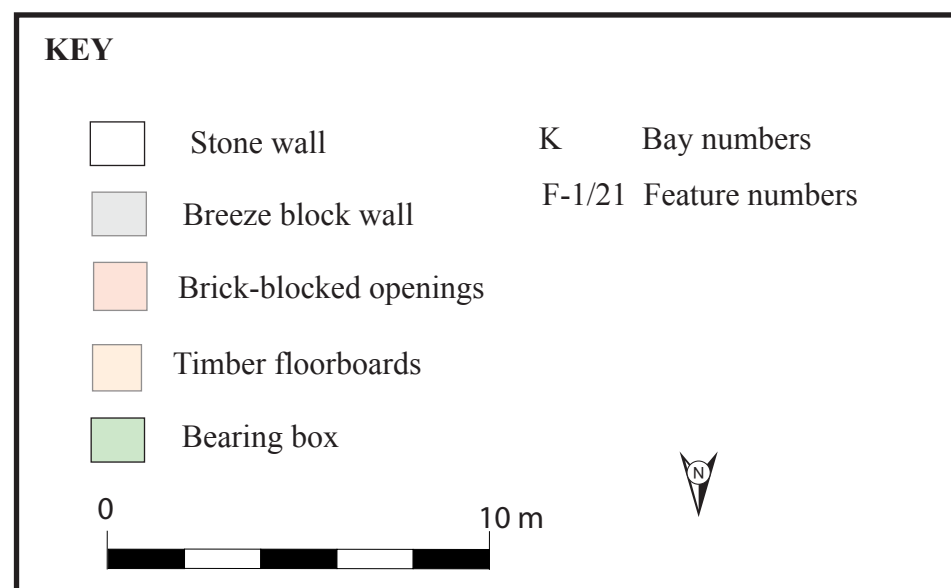 KEY
Stone wall
K Bay numbers
Breeze block wall
F-1/21 Feature numbers
Brick-blocked openings
Timber floorboards
Bearing box
N
0 10 m